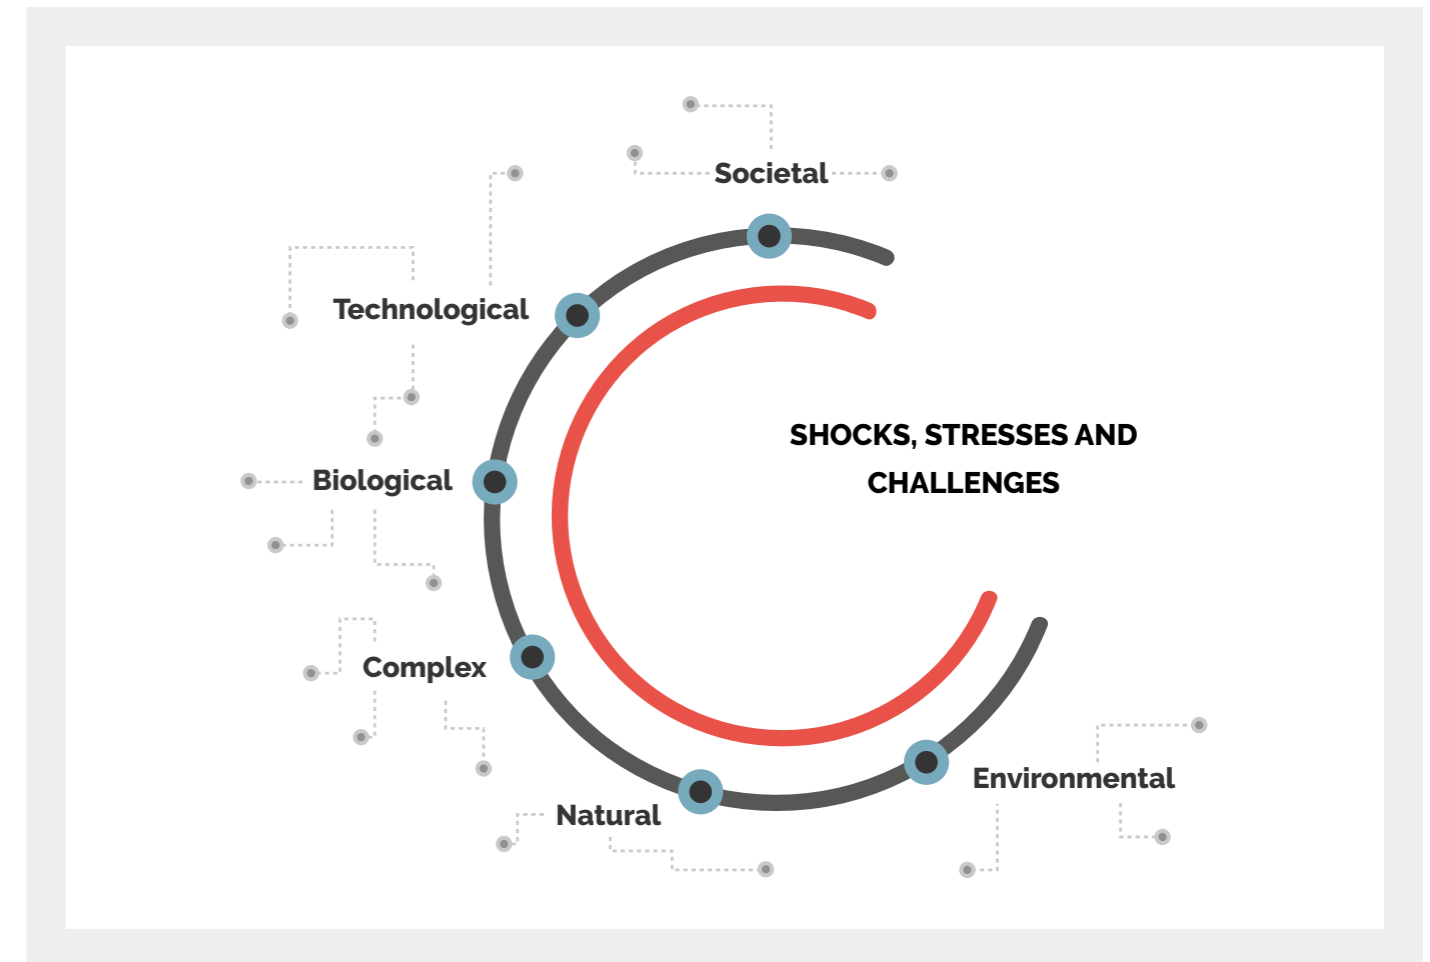 Societal
Technological
SHOCKS, STRESSES AND
CHALLENGES
Biological
Complex
Natural
Environmental